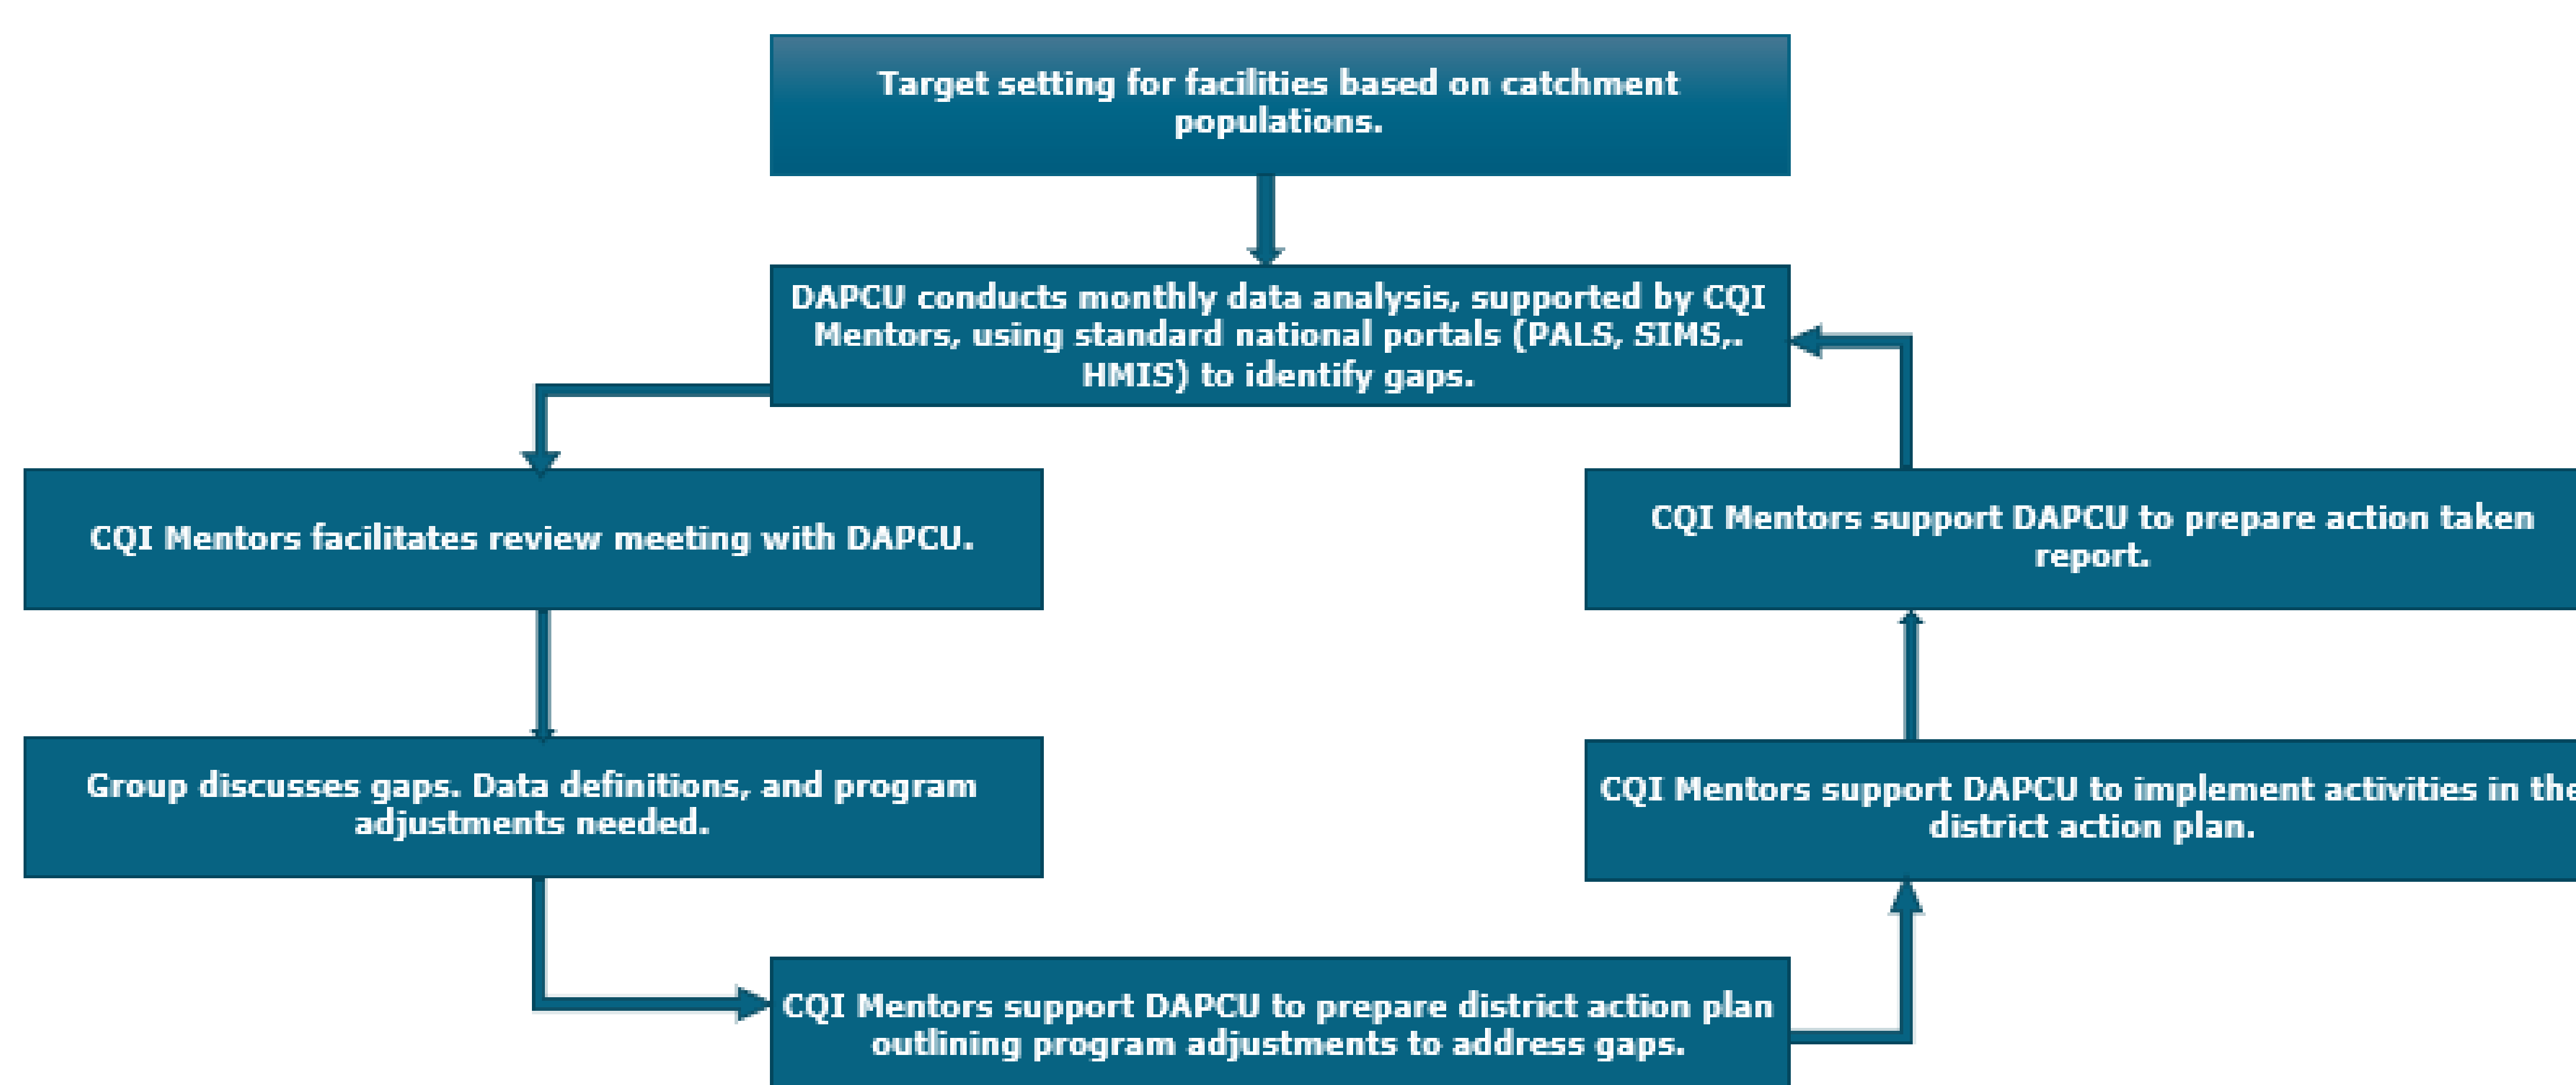 Target setting for facilities based on catchment
populations.
DAPCU conducts monthly data analysis, supported by CQI
Mentors, using standard national portals (PALS, SIMS,.
HMIS) to identify gaps.
CQI Mentors facilitates review meeting with DAPCU.
Group discusses gaps. Data definitions, and program
adjustments needed.
CQI Mentors support DAPCU to prepare district action plan
outlining program adjustments to address gaps.
CQI Mentors support DAPCU to implement activities in the
district action plan.
CQI Mentors support DAPCU to prepare action taken
report.